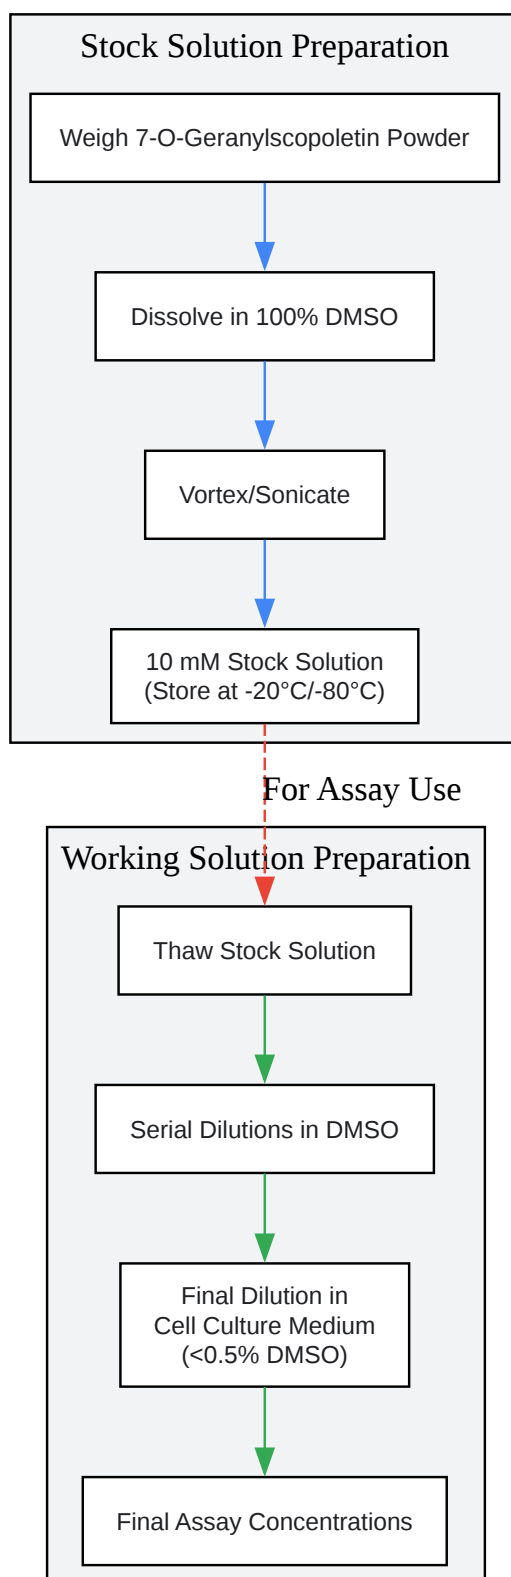 Stock Solution Preparation
Weigh 7-O-Geranylscopoletin Powder
Dissolve in 100% DMSO
Vortex/Sonicate
10 mM Stock Solution
(Store at -20°C/-80°C)
For Assay Use
Working Solution Preparation
Thaw Stock Solution
Serial Dilutions in DMSO
Final Dilution in
Cell Culture Medium
(<0.5% DMSO)
Final Assay Concentrations